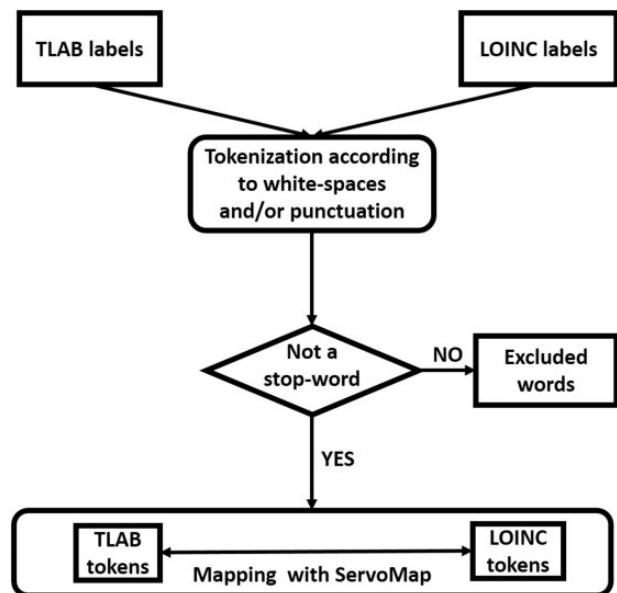 TLAB labels
LOINC labels
Tokenization according
to white-spaces
and/or punctuation
Not a
stop-word
NO
Excluded
words
YES
TLAB
tokens
LOINC
tokens
Mapping with ServoMap